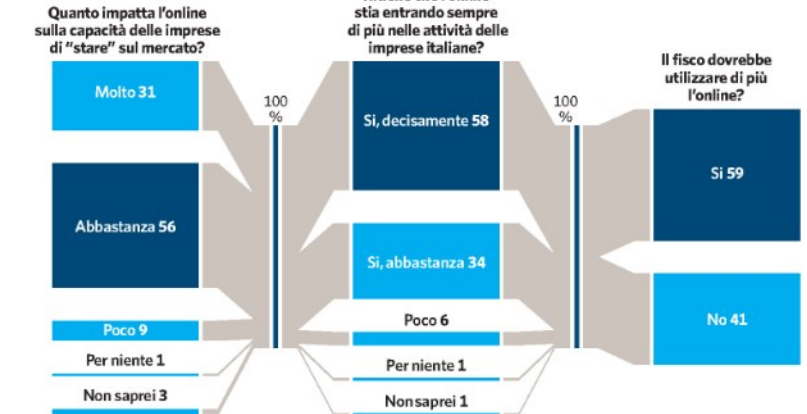 Quanto impatta l'online
sulla capacità delle imprese
di "stare" sul mercato?
Molto 31
Abbastanza 56
Poco 9
Per niente 1
Non saprei 3
100
%
stia entrando sempre
di più nelle attività delle
imprese italiane?
Si, decisamente 58
Si, abbastanza 34
Poco 6
Per niente 1
Non saprei 1
100
%
Il fisco dovrebbe
utilizzare di più
l'online?
Si 59
No 41